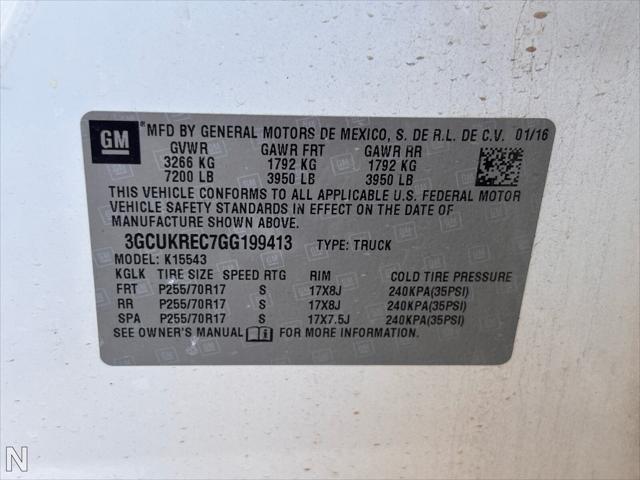 GM ® MFD BY GENERAL MOTORS DE MEXICO, S. DE R.L. DE C.V. 01/16
GVWR GAWR FRT GAWR RR
3266 KG 1792 KG 1792 KG
7200 LB 3950 LB 3950 LB
THIS VEHICLE CONFORMS TO ALL APPLICABLE U.S. FEDERAL MOTOR
VEHICLE SAFETY STANDARDS IN EFFECT ON THE DATE OF
MANUFACTURE SHOWN ABOVE.
3GCUKREC7GG199413 TYPE: TRUCK
MODEL: K15543
KGLK TIRE SIZE SPEED RTG RIM COLD TIRE PRESSURE
FRT P255/70R17 S 17X8J 240KPA(35PSI)
RR P255/70R17 S 17X8J 240KPA(35PSI)
SPA P255/70R17 S 17X7.5J 240KPA(35PSI)
SEE OWNER'S MANUAL FOR MORE INFORMATION.
N